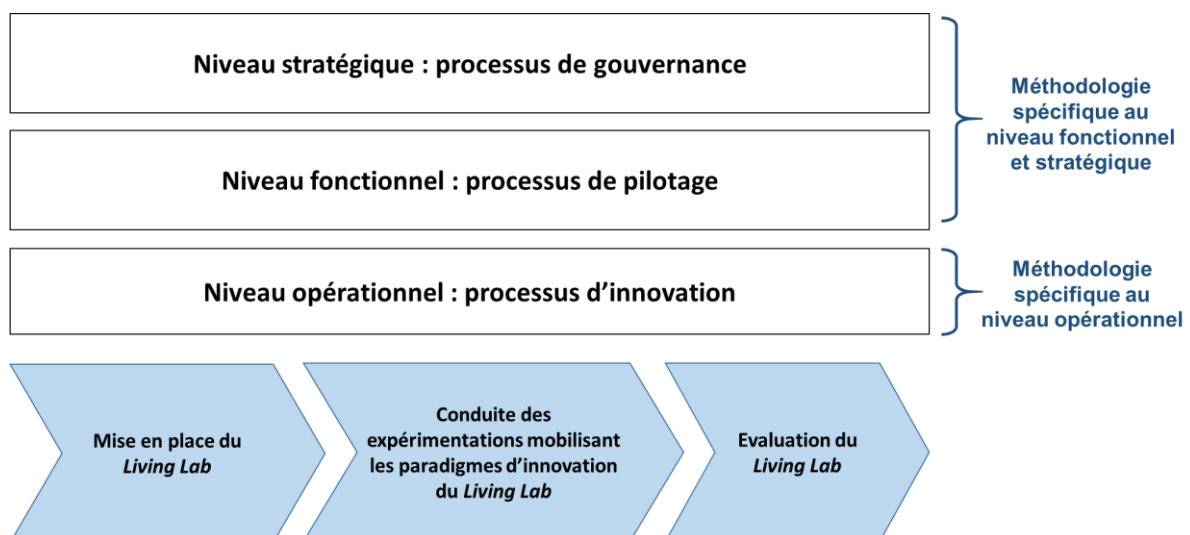 Niveau stratégique : processus de gouvernance
Méthodologie
spécifique au
niveau fonctionnel
et stratégique
Niveau fonctionnel : processus de pilotage
Niveau opérationnel : processus d’innovation
Méthodologie
spécifique au
niveau opérationnel
Mise en place du
Living Lab
Conduite des
expérimentations mobilisant
les paradigmes d’innovation
du Living Lab
Evaluation du
Living Lab